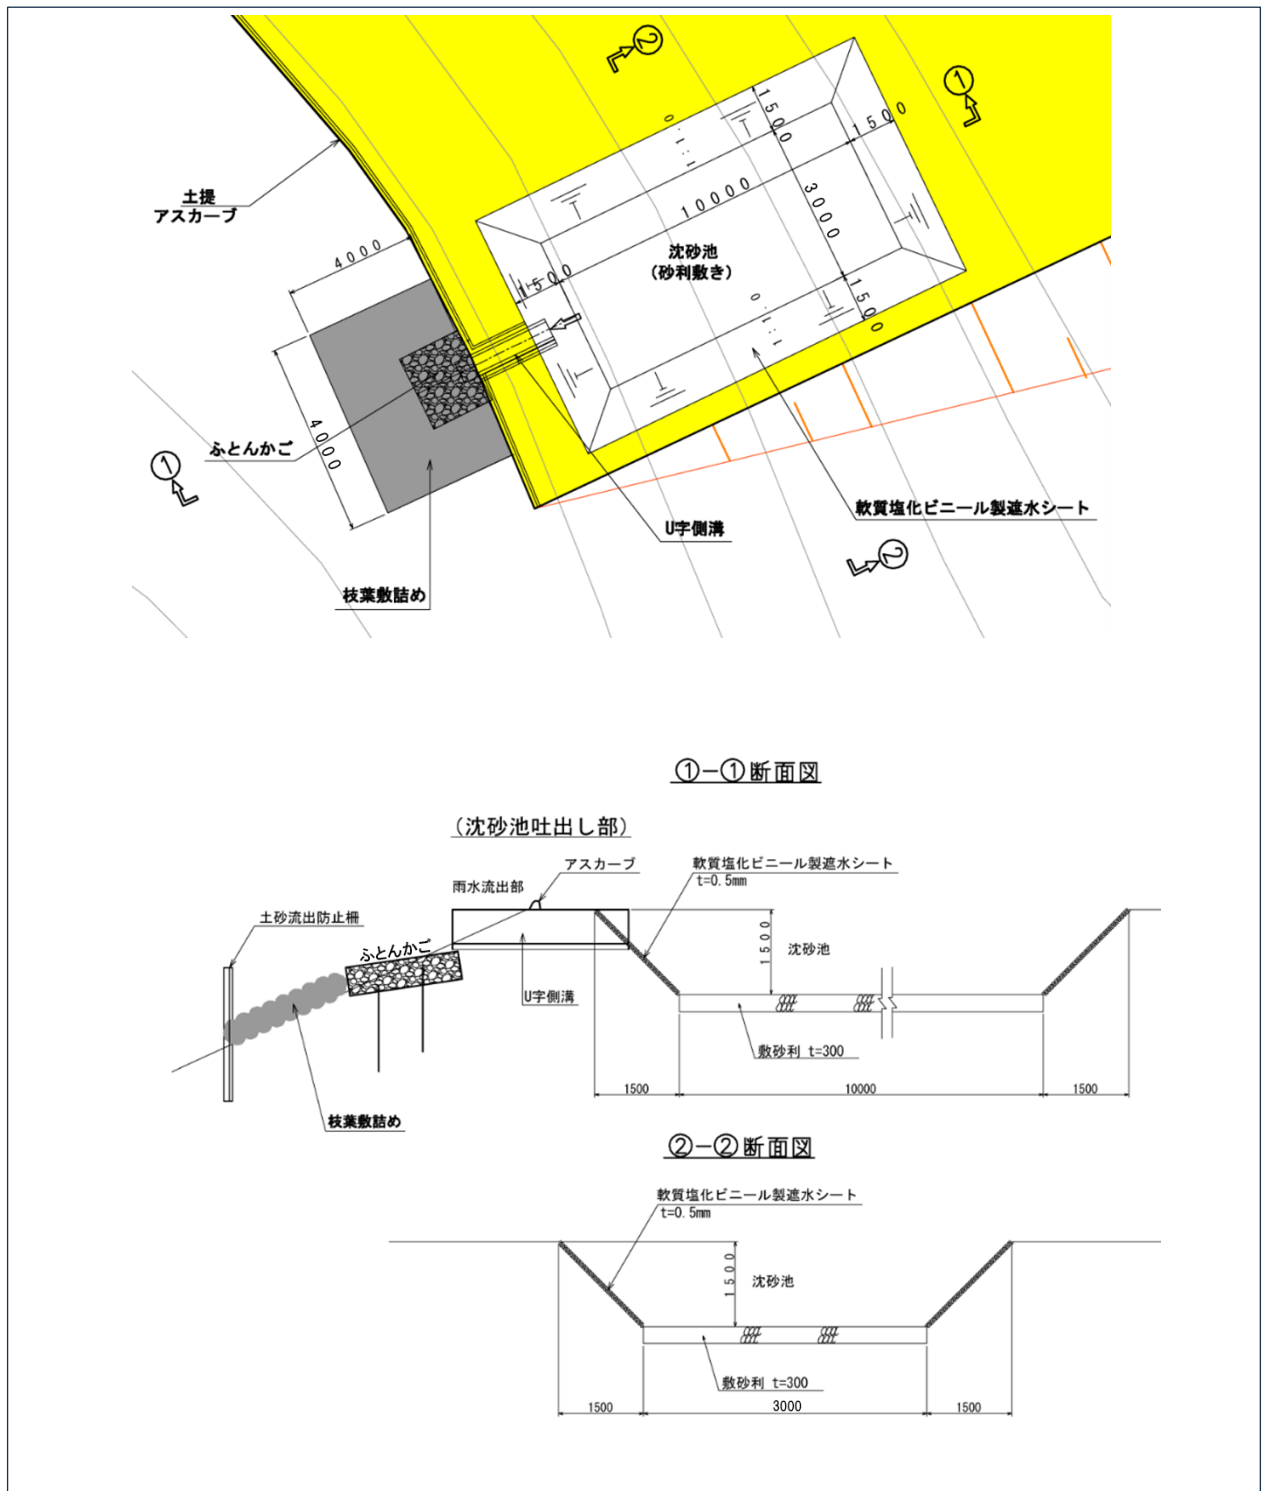 ②
①
1500
1500
0.1:1
10000
3000
土提
アスカーブ
4000
沈砂池
(砂利敷き)
1500
0.1:1
1500
4000
ふとんかご
①
軟質塩化ビニール製遮水シート
U字側溝
②
枝葉敷詰め
①－①断面図
(沈砂池吐出し部)
アスカーブ
軟質塩化ビニール製遮水シート
t=0.5mm
雨水流出部
土砂流出防止柵
ふとんかご
1500
沈砂池
U字側溝
敷砂利 t=300
1500
10000
1500
枝葉敷詰め
②－②断面図
軟質塩化ビニール製遮水シート
t=0.5mm
1500
沈砂池
敷砂利 t=300
1500
3000
1500